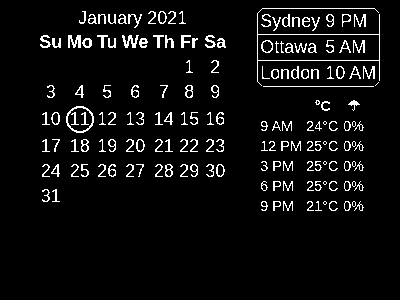 January 2021
Su Mo Tu We Th Fr Sa
1 2
3 4 5 6 7 8 9
10 11 12 13 14 15 16
17 18 19 20 21 22 23
24 25 26 27 28 29 30
31
Sydney 9 PM
Ottawa 5 AM
London 10 AM
°C ☂
9 AM 24°C 0%
12 PM 25°C 0%
3 PM 25°C 0%
6 PM 25°C 0%
9 PM 21°C 0%